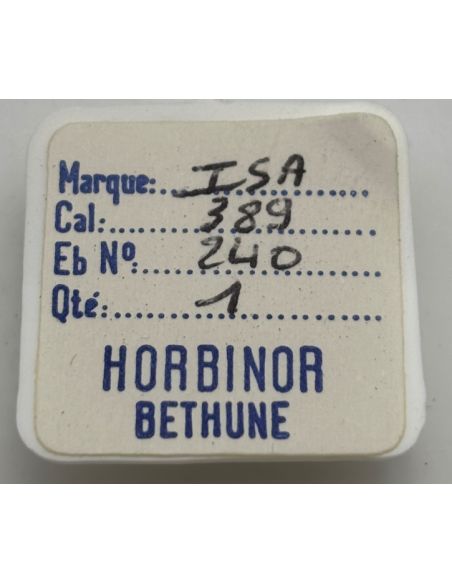 Marque: ISA
Cal: 389
Eb Nº 240
Qté: 1
HORBINOR
BETHUNE